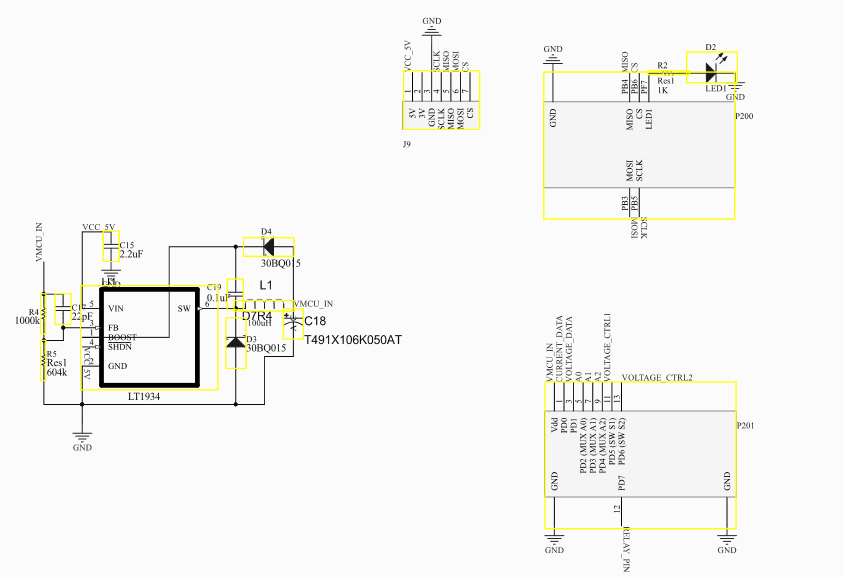 GND
VCC_5V
SCLK
MISO
MOSI
CS
1
2
3
4
5
6
7
5V
3V
GND
SCLK
MISO
MOSI
CS
J9
GND
MISO
CS
PB4
PB6
PF7
R2
Res1
1K
D2
LED1
GND
P200
GND
MISO
CS
LED1
MOSI
SCLK
PB3
PB5
MOSI
SCLK
VMCU_IN
VCC_5V
C15
2.2uF
GND
D4
30BQ015
C19
0.1uF
L1
VMCU_IN
D7R4
100uH
C18
T491X106K050AT
D3
30BQ015
R4
1000k
C17
22pF
R5
Res1
604k
5
VIN
SW
6
3
FB
1
BOOST
4
SHDN
2
GND
VCC_5V
LT1934
GND
VMCU_IN
CURRENT_DATA
VOLTAGE_DATA
A0
A1
A2
VOLTAGE_CTRL1
VOLTAGE_CTRL2
1
3
5
7
9
11
13
Vdd
PD0
PD1
PD2 (MUX A0)
PD3 (MUX A1)
PD4 (MUX A2)
PD5 (SW S1)
PD6 (SW S2)
P201
GND
PD7
GND
12
RELAY_PIN
GND
GND